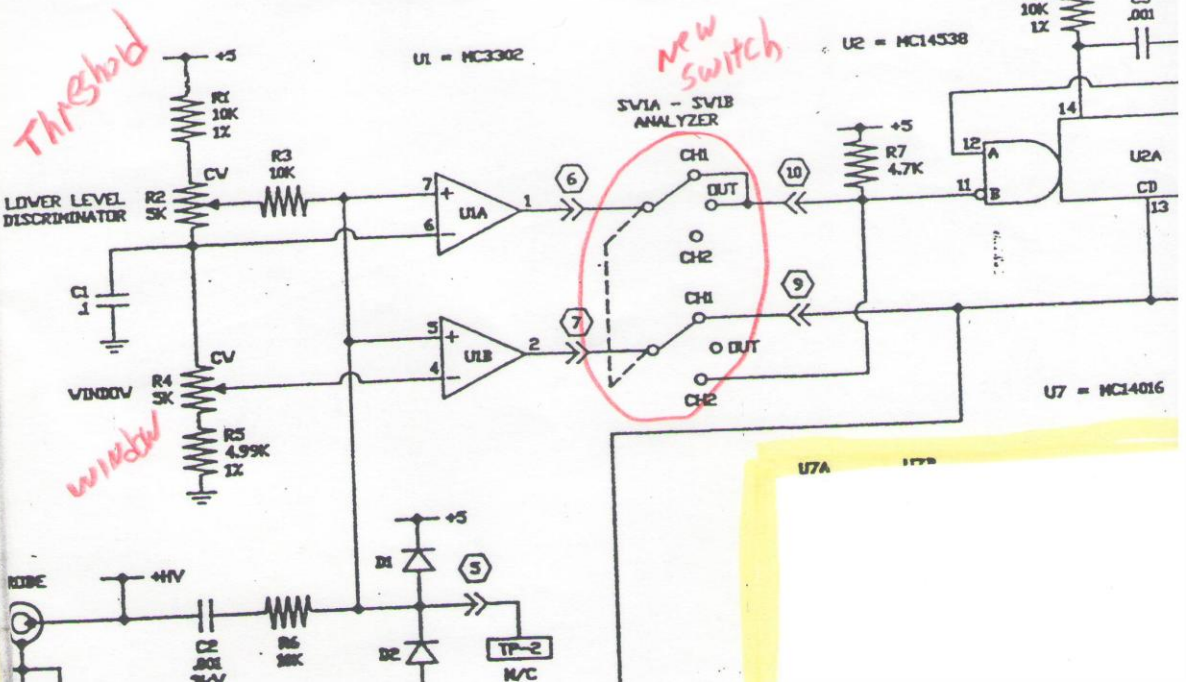 Threshold
+5
R1
10K
1%
CW
R2
5K
LOWER LEVEL
DISCRIMINATOR
R3
10K
C1
.1
CW
WINDOW
R4
5K
window
R5
4.99K
1%
U1 = MC3302
7
+
U1A
6
-
1
6
5
+
U1B
4
-
2
7
new
switch
SW1A - SW1B
ANALYZER
CH1
OUT
CH2
CH1
OUT
CH2
10
9
U2 = MC14538
+5
R7
4.7K
10K
1%
.001
14
12
A
11
B
U2A
CD
13
U7 = MC14016
U7A
+HV
C2
.001
R6
10K
+5
D1
D2
5
TP-2
N/C